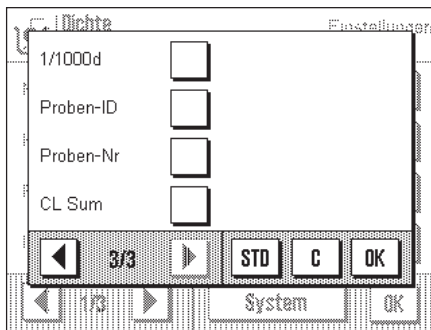 Dichte Einstellungen
1/1000d
Proben-ID
Proben-Nr
CL Sum
3/3 STD C OK
1/3 System OK